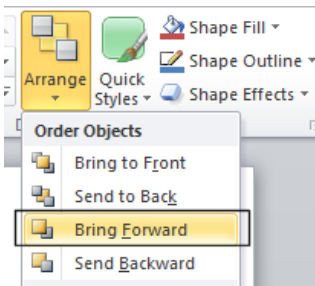 Shape Fill
Shape Outline
Shape Effects
Arrange
Quick
Styles
Order Objects
Bring to Front
Send to Back
Bring Forward
Send Backward